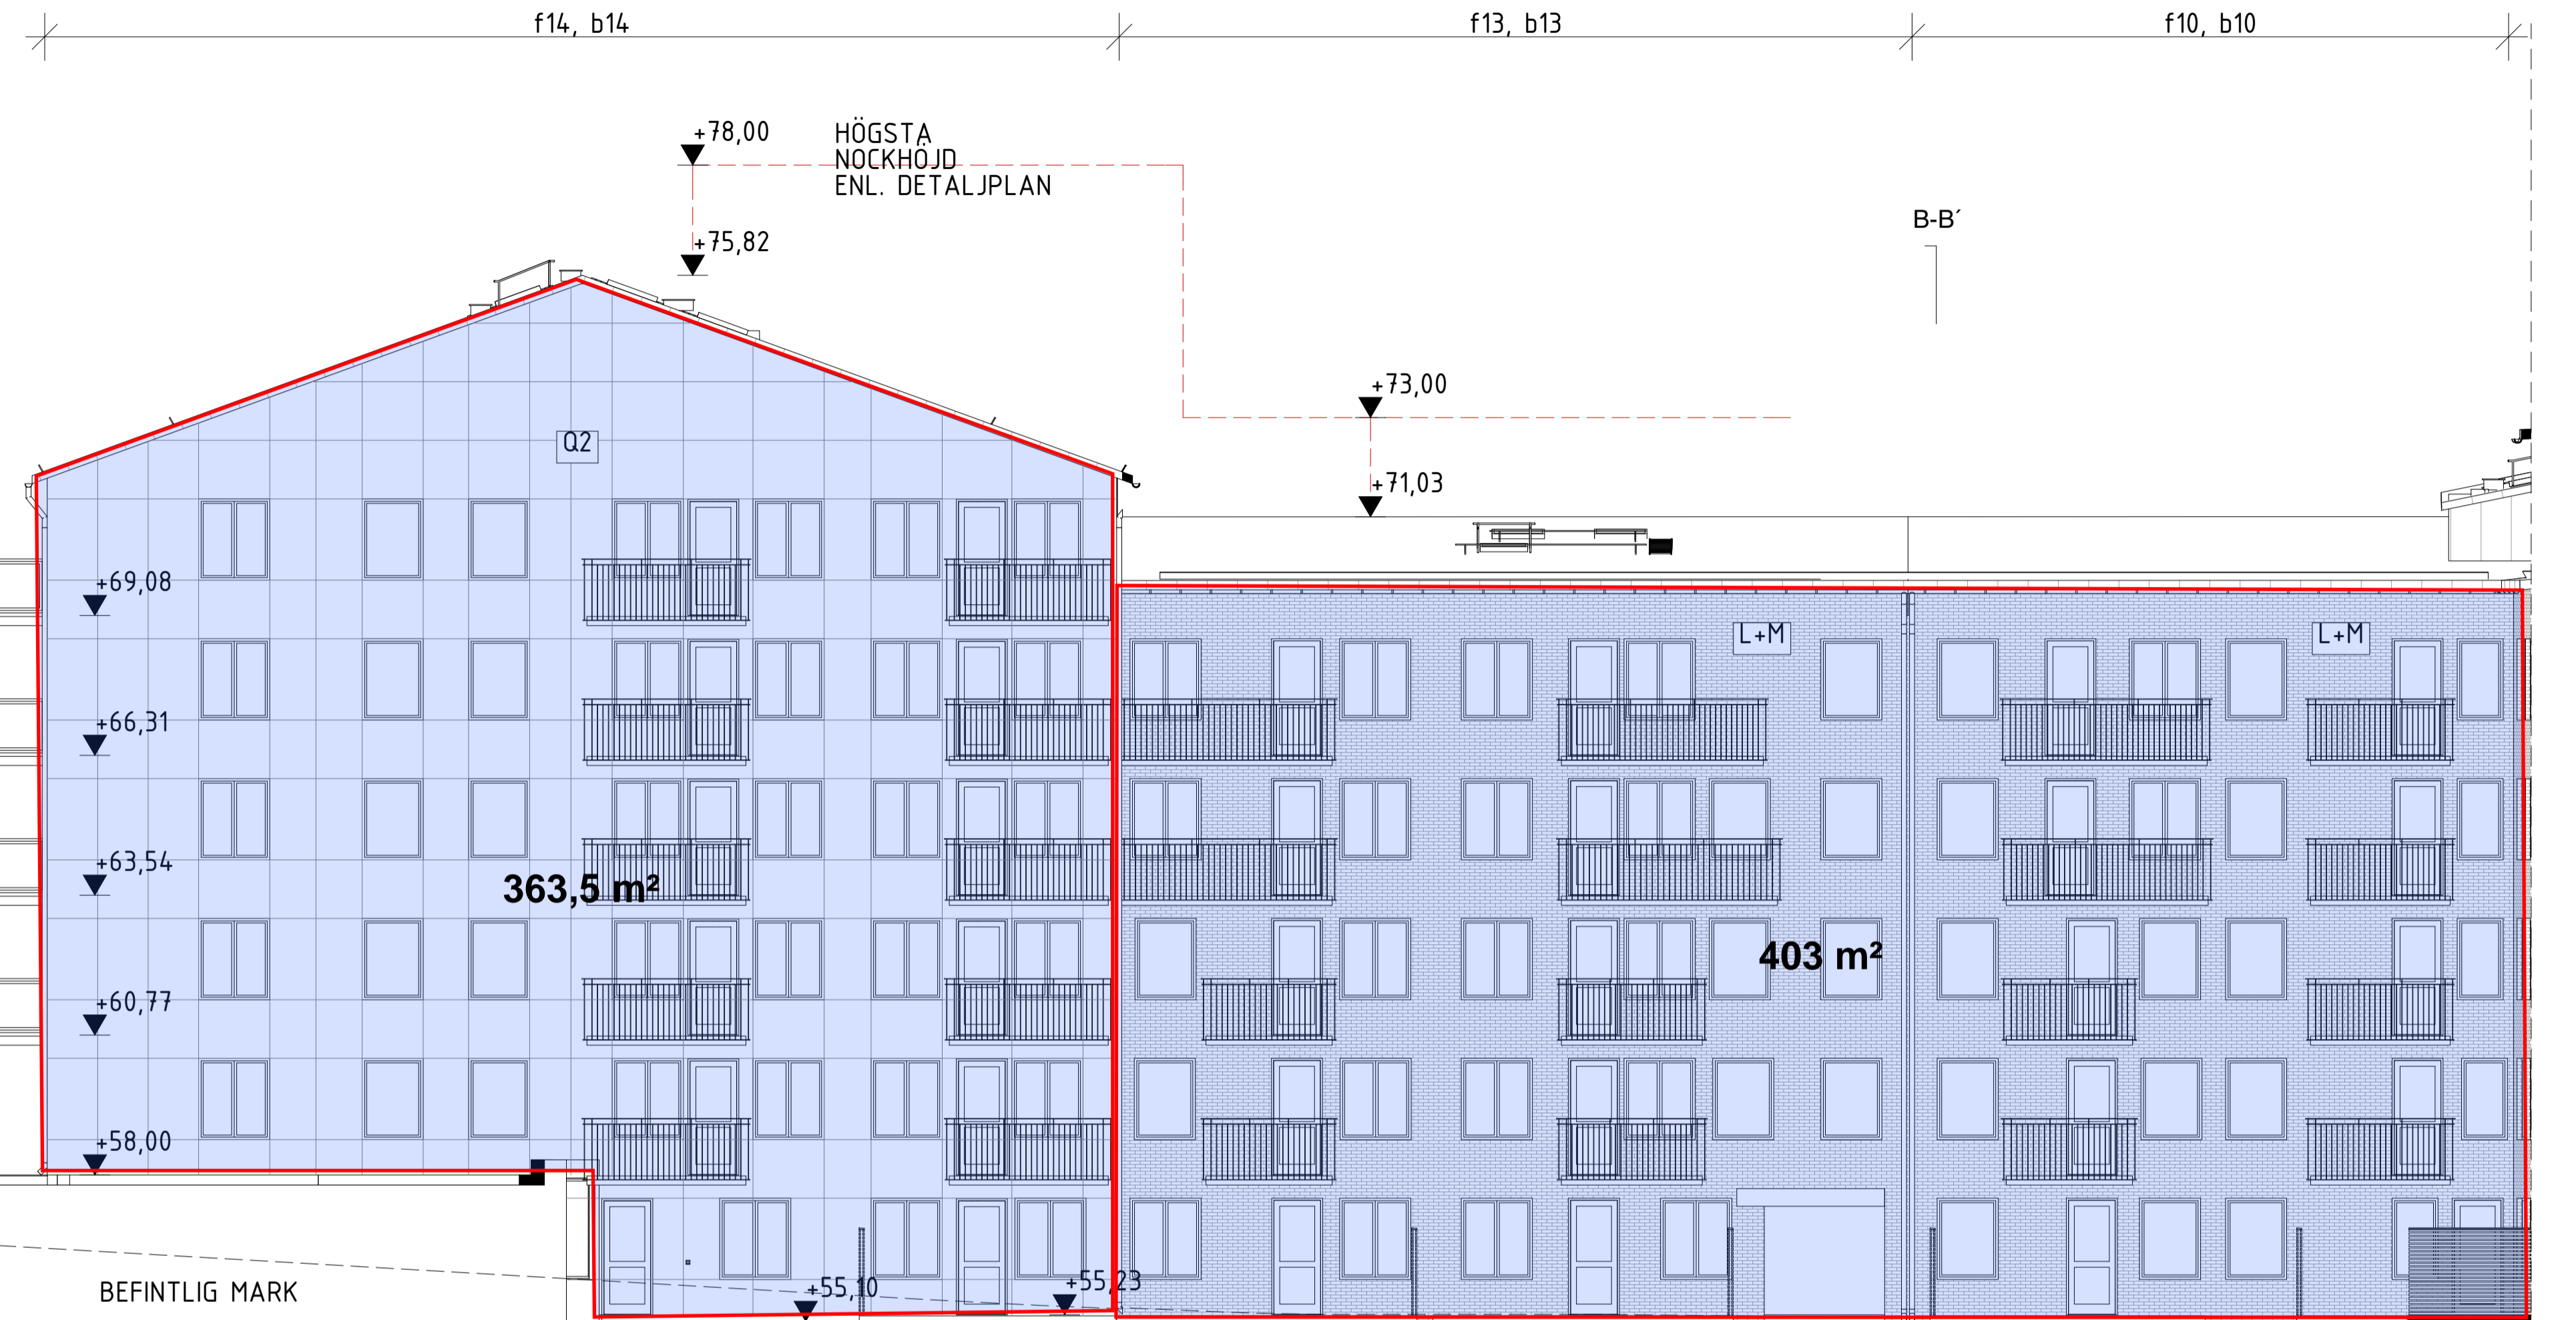 f14, b14
f13, b13
f10, b10
+78,00
HÖGSTA
NOCKHÖJD
ENL. DETALJPLAN
+75,82
B-B´
+73,00
+71,03
Q2
+69,08
L+M
L+M
+66,31
+63,54
363,5 m²
403 m²
+60,77
+58,00
+55,10
+55,23
BEFINTLIG MARK